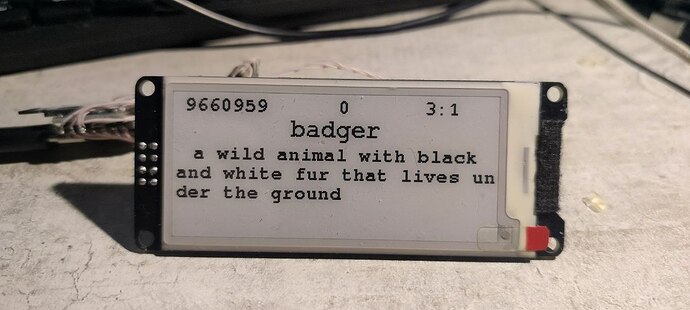 9660959 0 3:1
badger
a wild animal with black
and white fur that lives un
der the ground